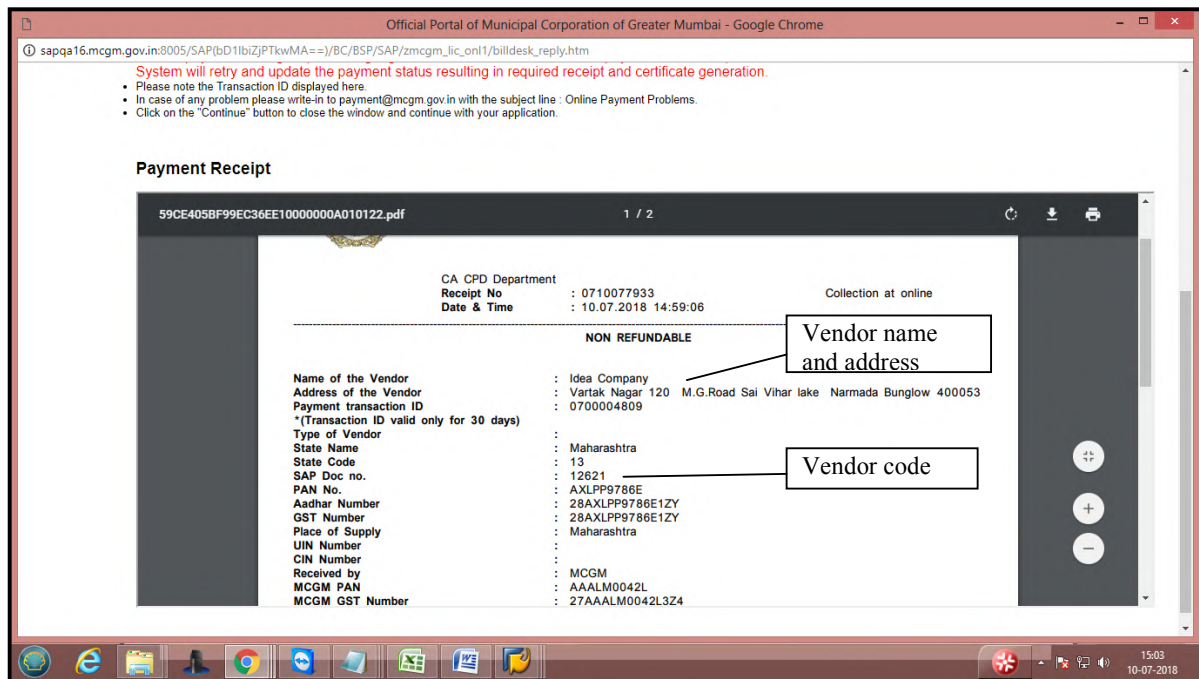 Official Portal of Municipal Corporation of Greater Mumbai - Google Chrome
sapqa16.mcgm.gov.in:8005/SAP(bD1lbiZjPTkwMA==)/BC/BSP/SAP/zmcgm_lic_onl1/billdesk_reply.htm
System will retry and update the payment status resulting in required receipt and certificate generation.
• Please note the Transaction ID displayed here.
• In case of any problem please write-in to payment@mcgm.gov.in with the subject line : Online Payment Problems.
• Click on the "Continue" button to close the window and continue with your application.
Payment Receipt
59CE405BF99EC36EE10000000A010122.pdf 1 / 2
CA CPD Department
Receipt No : 0710077933 Collection at online
Date & Time : 10.07.2018 14:59:06
NON REFUNDABLE
Vendor name
and address
Name of the Vendor : Idea Company
Address of the Vendor : Vartak Nagar 120 M.G.Road Sai Vihar lake Narmada Bunglow 400053
Payment transaction ID : 0700004809
*(Transaction ID valid only for 30 days)
Type of Vendor :
State Name : Maharashtra
State Code : 13
Vendor code
SAP Doc no. : 12621
PAN No. : AXLPP9786E
Aadhar Number : 28AXLPP9786E1ZY
GST Number : 28AXLPP9786E1ZY
Place of Supply : Maharashtra
UIN Number :
CIN Number :
Received by : MCGM
MCGM PAN : AAALM0042L
MCGM GST Number : 27AAALM0042L3Z4
15:03
10-07-2018